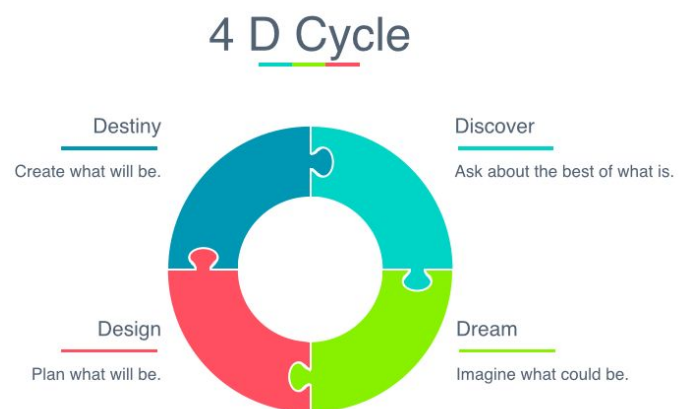 4 D Cycle
Destiny
Create what will be.
Discover
Ask about the best of what is.
Design
Plan what will be.
Dream
Imagine what could be.